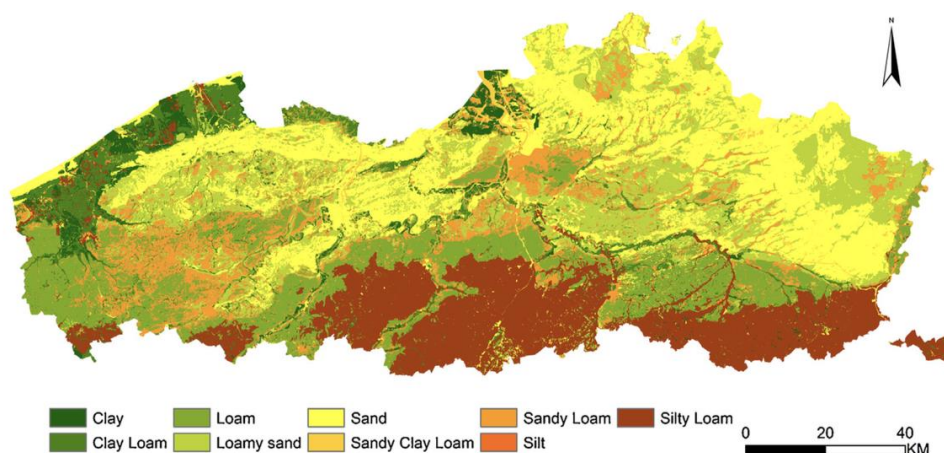 N
Clay
Loam
Sand
Sandy Loam
Silty Loam
Clay Loam
Loamy sand
Sandy Clay Loam
Silt
0 20 40
KM